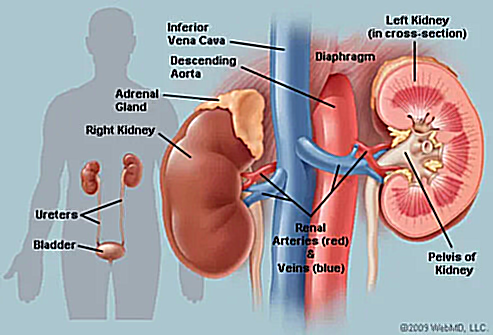 Inferior
Vena Cava
Descending
Aorta
Adrenal
Gland
Right Kidney
Diaphragm
Left Kidney
(in cross-section)
Ureters
Bladder
Renal
Arteries (red)
&
Veins (blue)
Pelvis of
Kidney
©2009 WebMD, LLC.